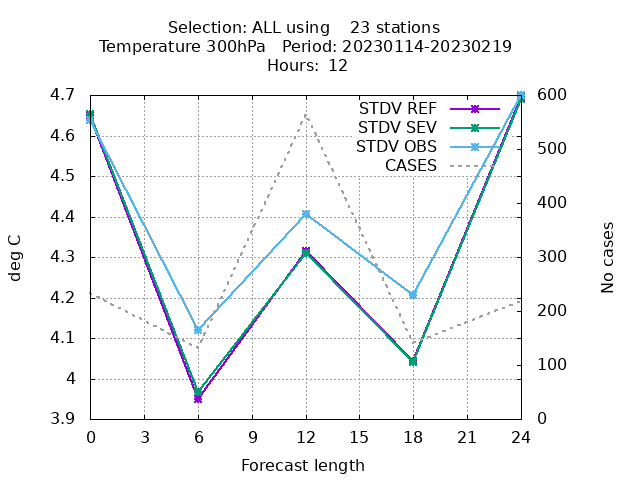 Selection: ALL using    23 stations
Temperature 300hPa   Period: 20230114-20230219
Hours: 12
4.7
4.6
4.5
4.4
4.3
4.2
4.1
4
3.9
deg C
STDV REF
STDV SEV
STDV OBS
CASES
600
500
400
300
200
100
0
No cases
0 3 6 9 12 15 18 21 24
Forecast length